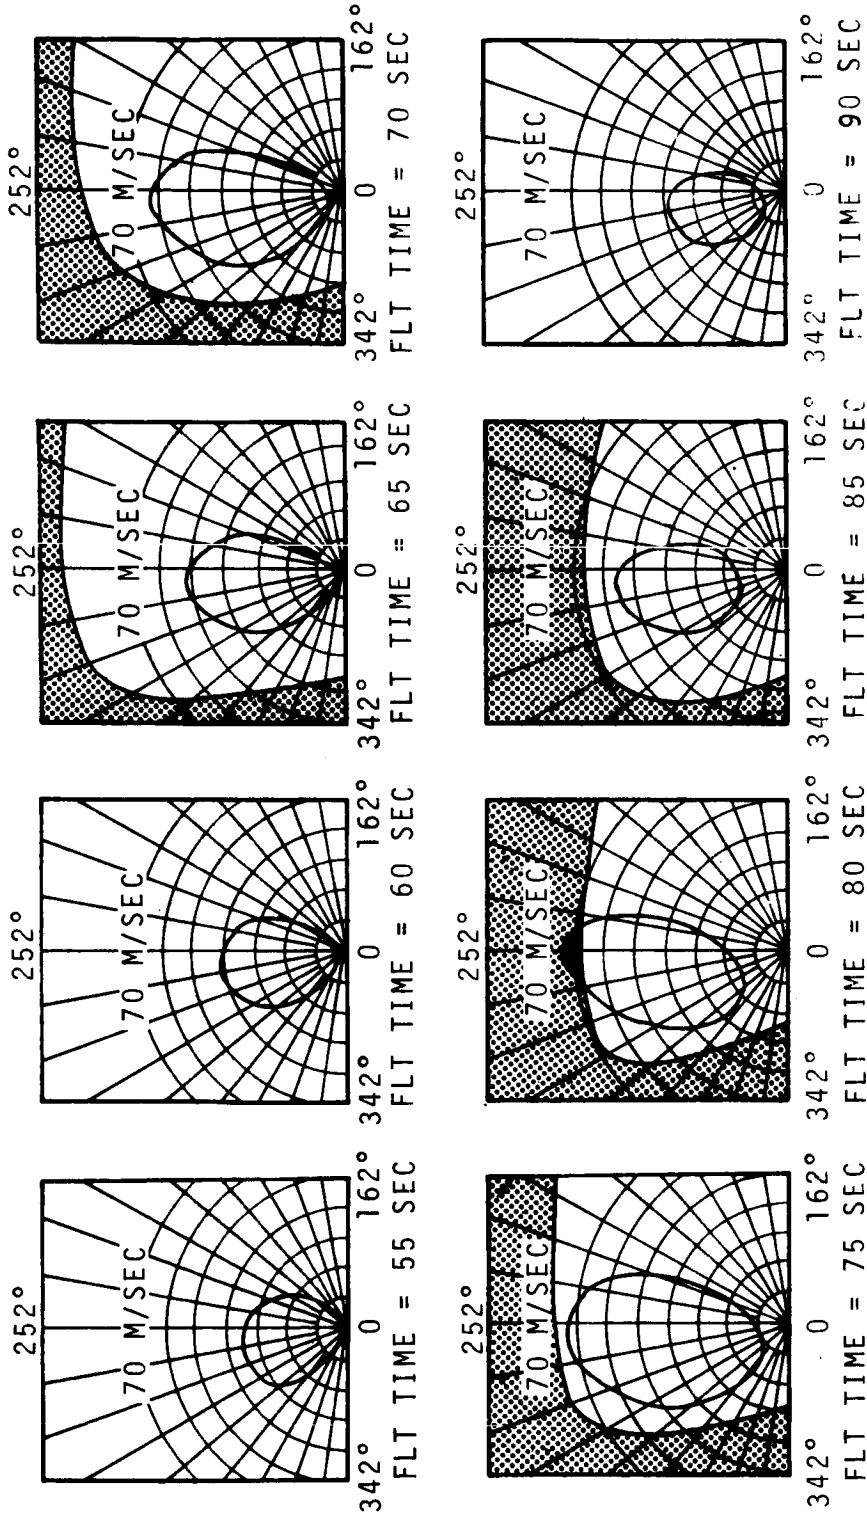 252°
70 M/SEC
342° 0 162°
FLT TIME = 55 SEC
252°
70 M/SEC
342° 0 162°
FLT TIME = 60 SEC
252°
70 M/SEC
342° 0 162°
FLT TIME = 65 SEC
252°
70 M/SEC
342° 0 162°
FLT TIME = 70 SEC
252°
70 M/SEC
342° 0 162°
FLT TIME = 75 SEC
252°
70 M/SEC
342° 0 162°
FLT TIME = 80 SEC
252°
70 M/SEC
342° 0 162°
FLT TIME = 85 SEC
252°
70 M/SEC
342° 0 162°
FLT TIME = 90 SEC